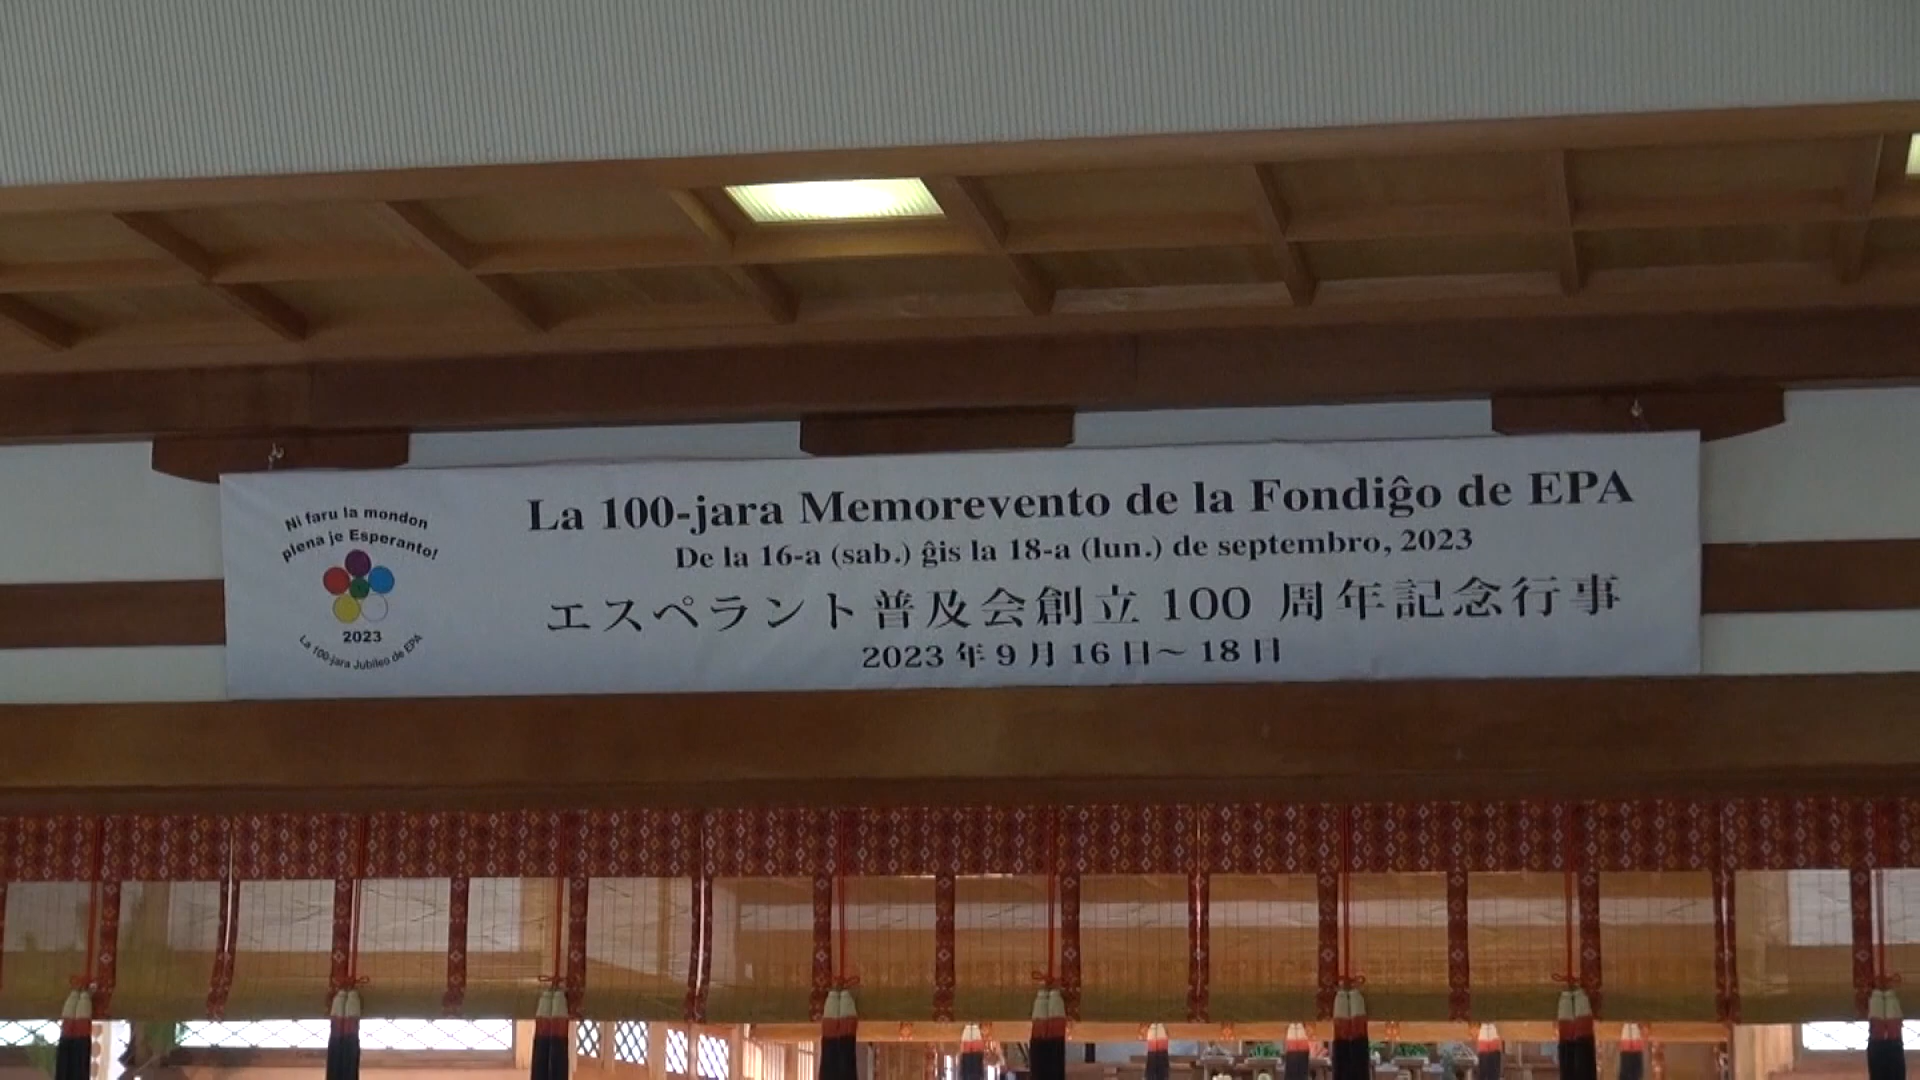 Ni faru la mondon
plena je Esperanto!
2023
La 100-jara Jubileo de EPA
La 100-jara Memorevento de la Fondiĝo de EPA
De la 16-a (sab.) ĝis la 18-a (lun.) de septembro, 2023
エスペラント普及会創立 100 周年記念行事
2023 年 9 月 16 日～ 18 日